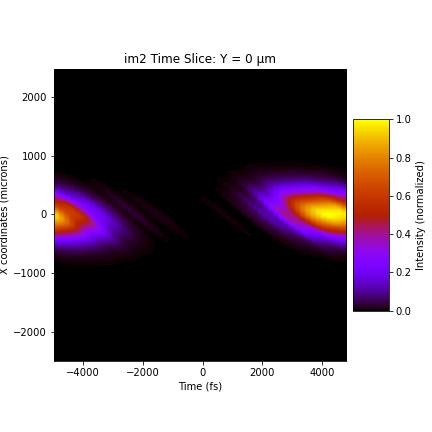 im2 Time Slice: Y = 0 µm
X coordinates (microns)
2000
1000
0
−1000
−2000
−4000 −2000 0 2000 4000
Time (fs)
1.0
0.8
0.6
0.4
0.2
0.0
Intensity (normalized)